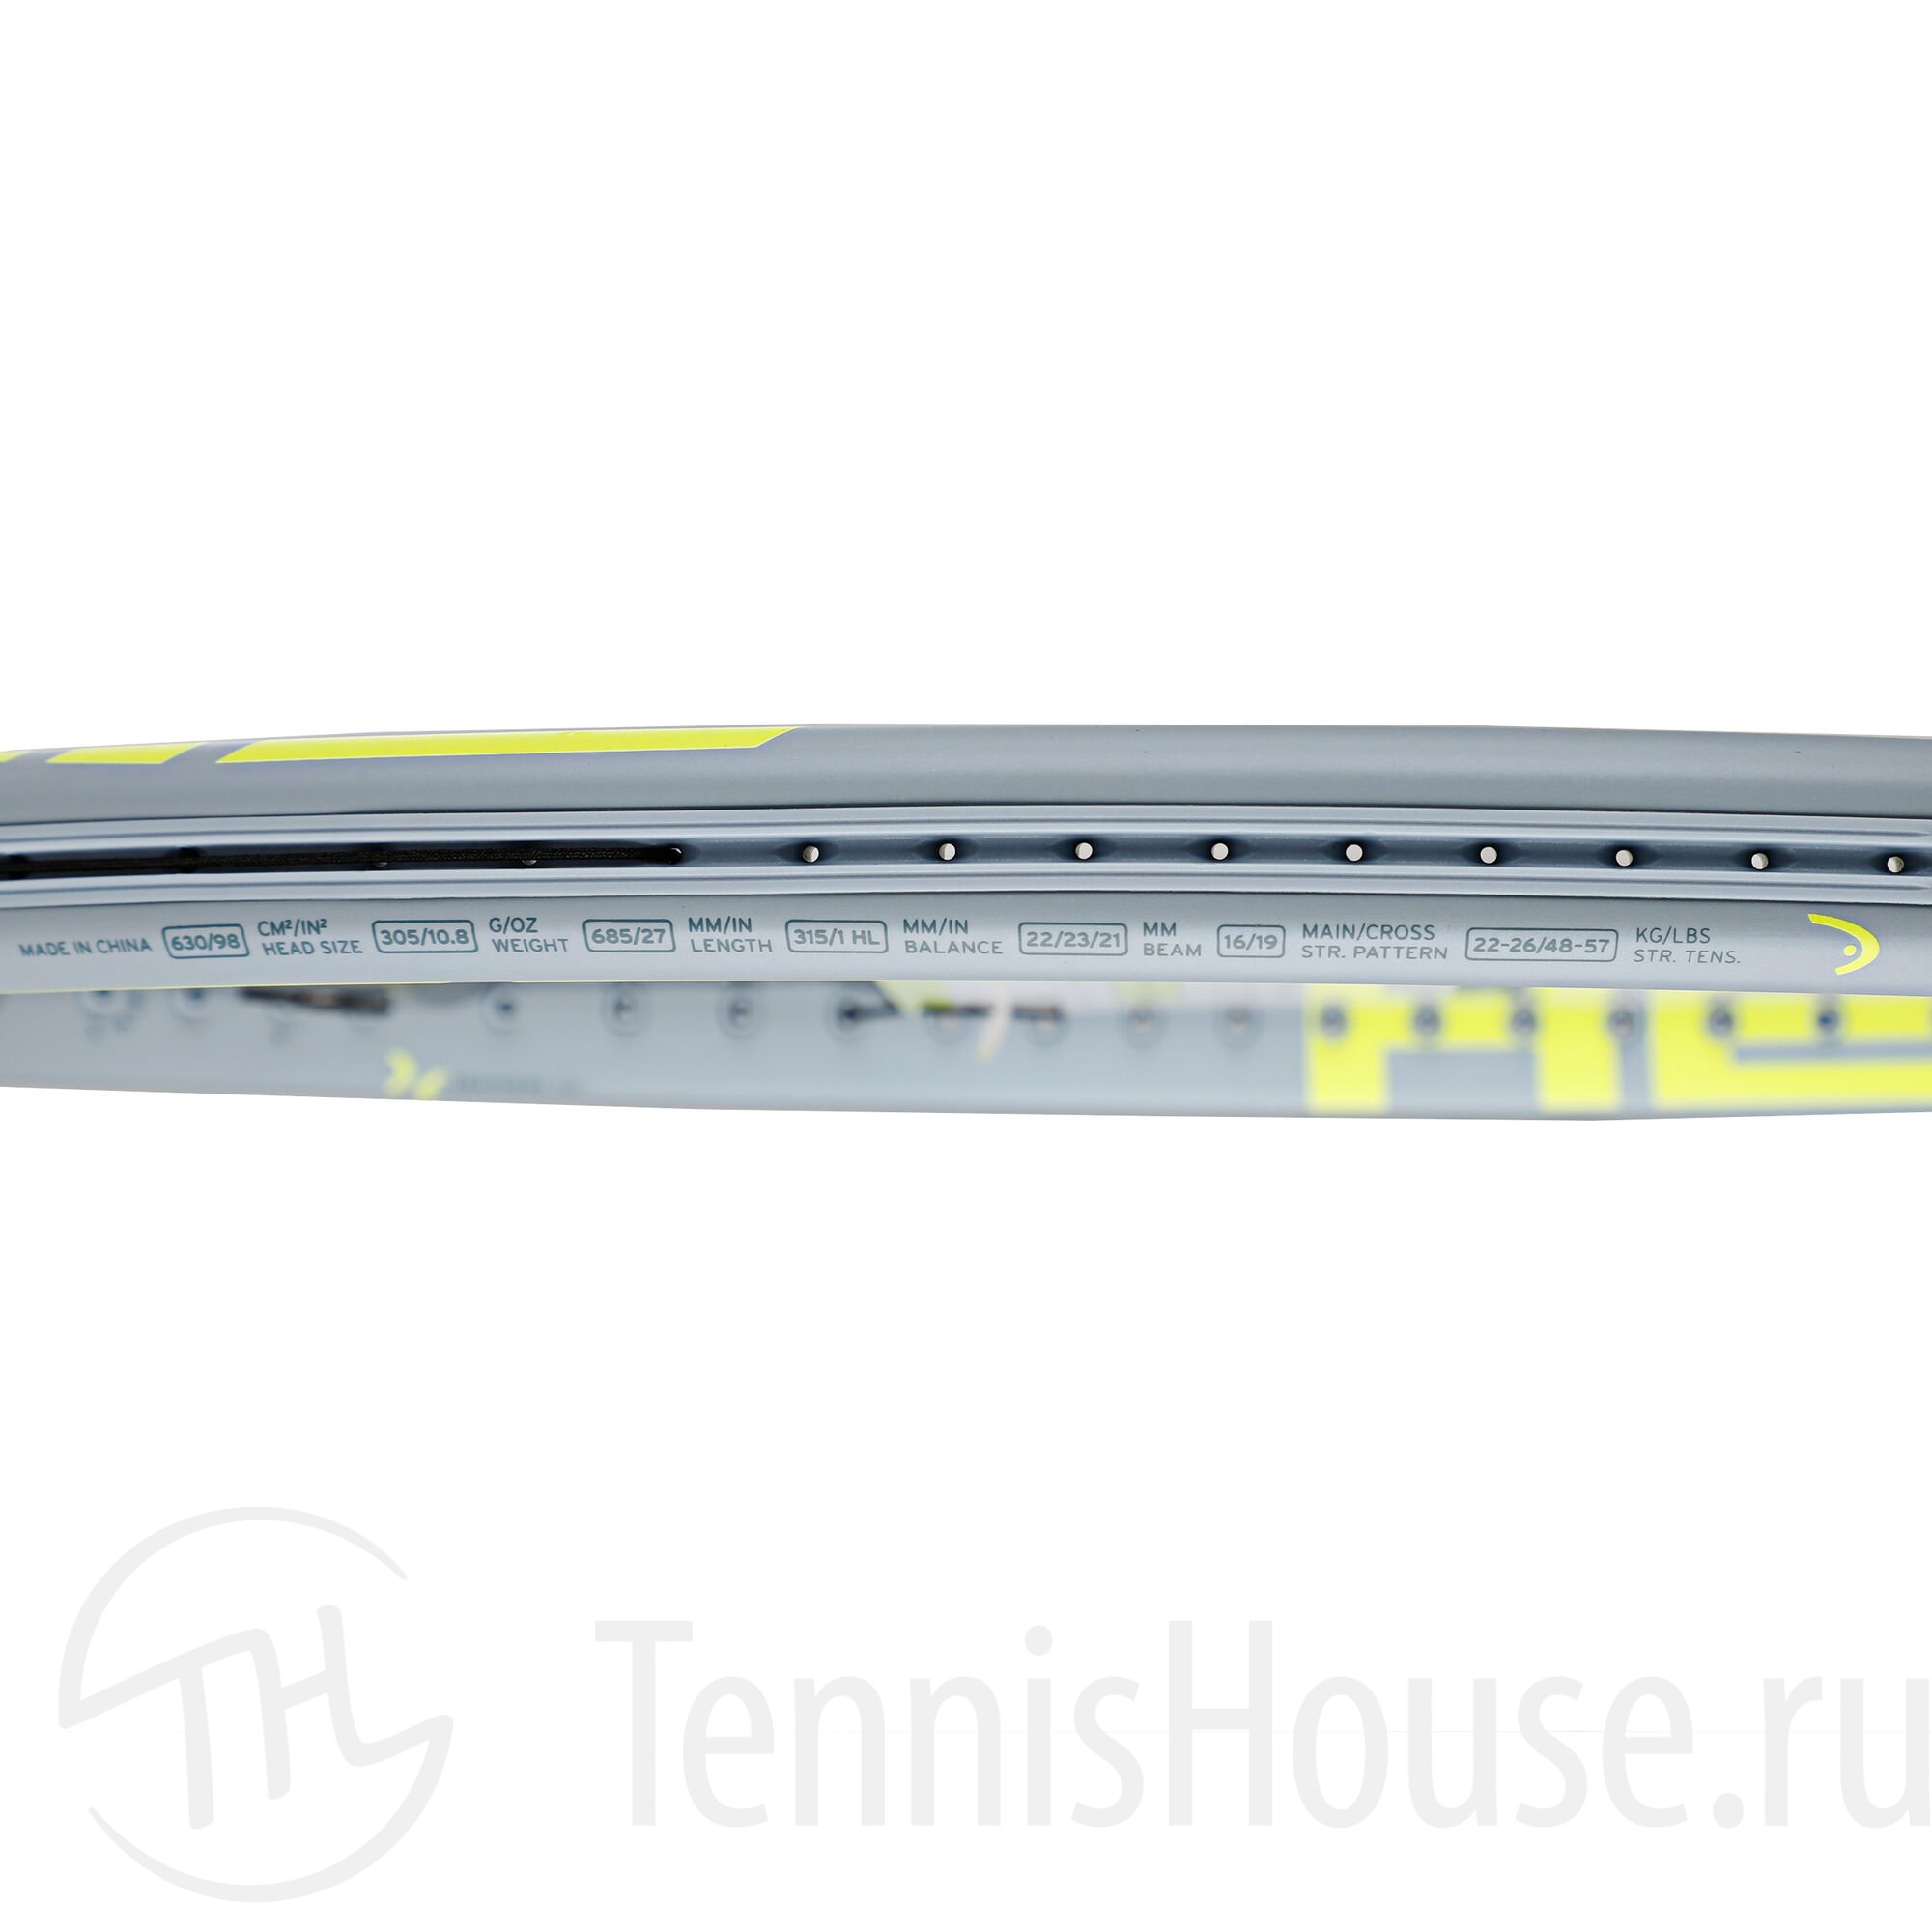 MADE IN CHINA
630/98
CM²/IN²
HEAD SIZE
305/10.8
G/OZ
WEIGHT
685/27
MM/IN
LENGTH
315/1 HL
MM/IN
BALANCE
22/23/21
MM
BEAM
16/19
MAIN/CROSS
STR. PATTERN
22-26/48-57
KG/LBS
STR. TENS.
TH
TennisHouse.ru